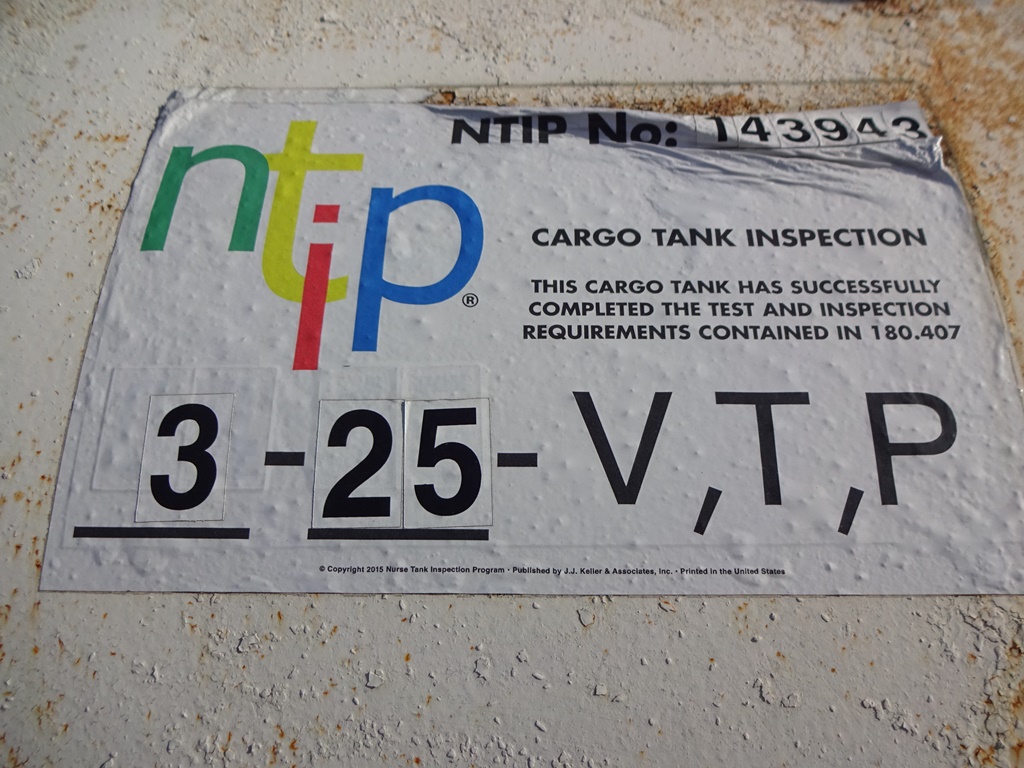 ntip®
NTIP No: 143943
CARGO TANK INSPECTION
THIS CARGO TANK HAS SUCCESSFULLY
COMPLETED THE TEST AND INSPECTION
REQUIREMENTS CONTAINED IN 180.407
3-25-V,T,P
© Copyright 2015 Nurse Tank Inspection Program • Published by J.J. Keller & Associates, Inc. • Printed in the United States